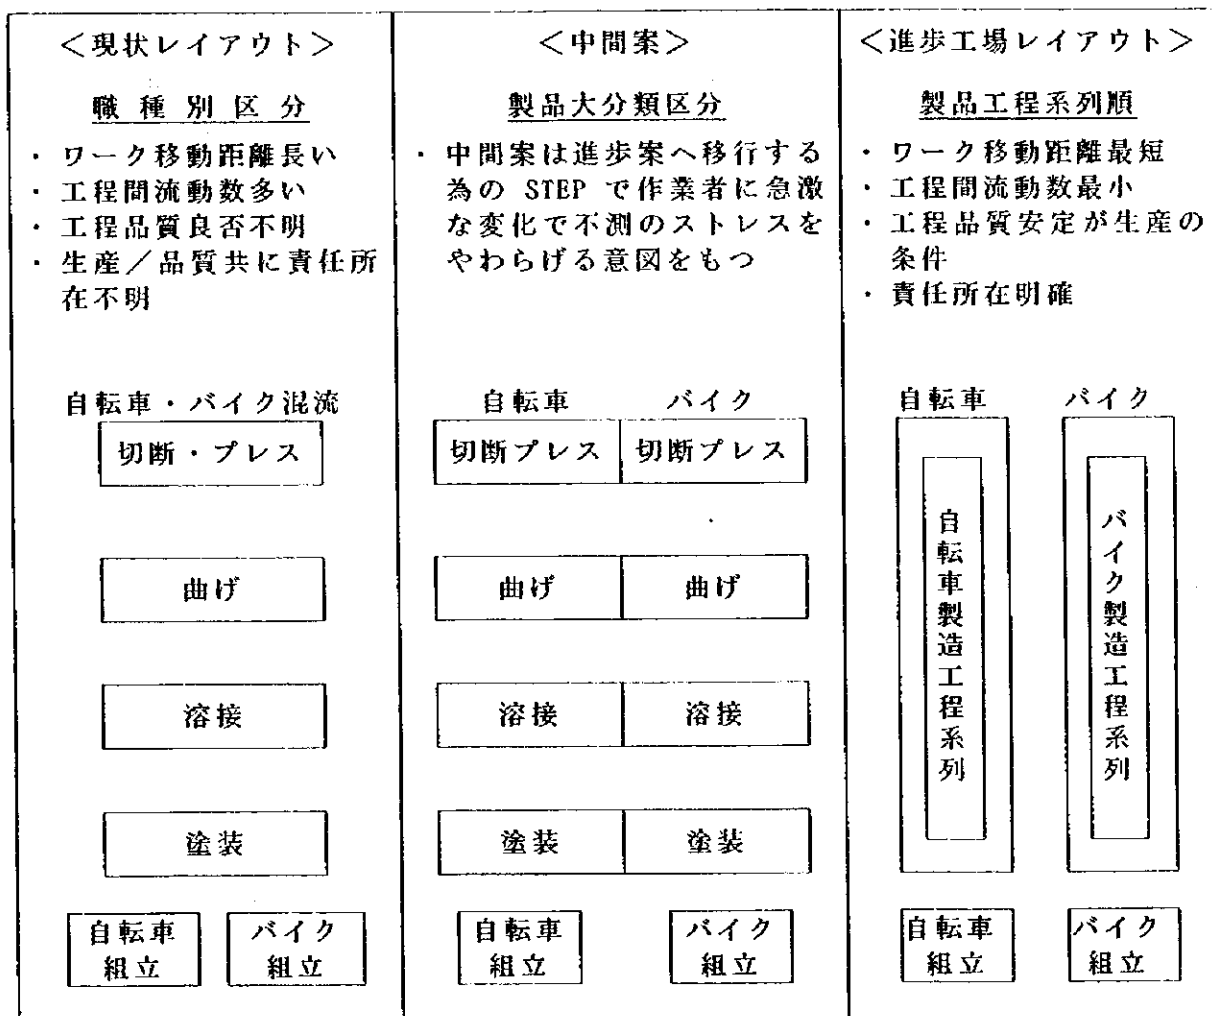 ＜現状レイアウト＞
職種別区分
・ワーク移動距離長い
・工程間流動数多い
・工程品質良否不明
・生産／品質共に責任所
在不明
自転車・バイク混流
切断・プレス
曲げ
溶接
塗装
自転車
組立
バイク
組立
＜中間案＞
製品大分類区分
・中間案は進歩案へ移行する
為の STEP で作業者に急激
な変化で不測のストレスを
やわらげる意図をもつ
自転車
バイク
切断プレス
切断プレス
曲げ
曲げ
溶接
溶接
塗装
塗装
自転車
組立
バイク
組立
＜進歩工場レイアウト＞
製品工程系列順
・ワーク移動距離最短
・工程間流動数最小
・工程品質安定が生産の
条件
・責任所在明確
自転車
バイク
自転車製造工程系列
バイク製造工程系列
自転車
組立
バイク
組立